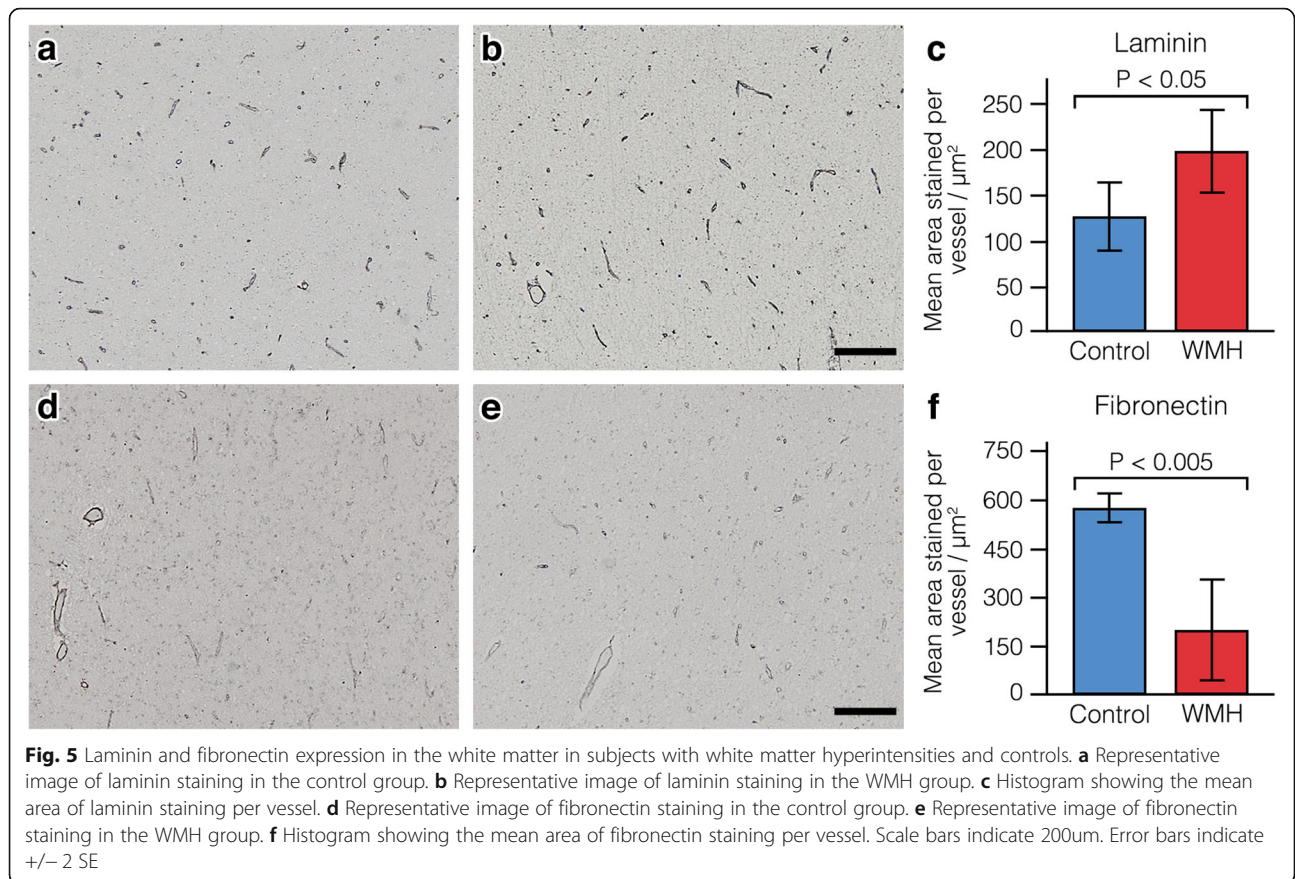 a
b
c
Laminin
P < 0.05
Mean area stained per
vessel / µm²
250
200
150
100
50
0
Control
WMH
d
e
f
Fibronectin
P < 0.005
Mean area stained per
vessel / µm²
750
600
450
300
150
0
Control
WMH
Fig. 5 Laminin and fibronectin expression in the white matter in subjects with white matter hyperintensities and controls. a Representative
image of laminin staining in the control group. b Representative image of laminin staining in the WMH group. c Histogram showing the mean
area of laminin staining per vessel. d Representative image of fibronectin staining in the control group. e Representative image of fibronectin
staining in the WMH group. f Histogram showing the mean area of fibronectin staining per vessel. Scale bars indicate 200um. Error bars indicate
+/− 2 SE